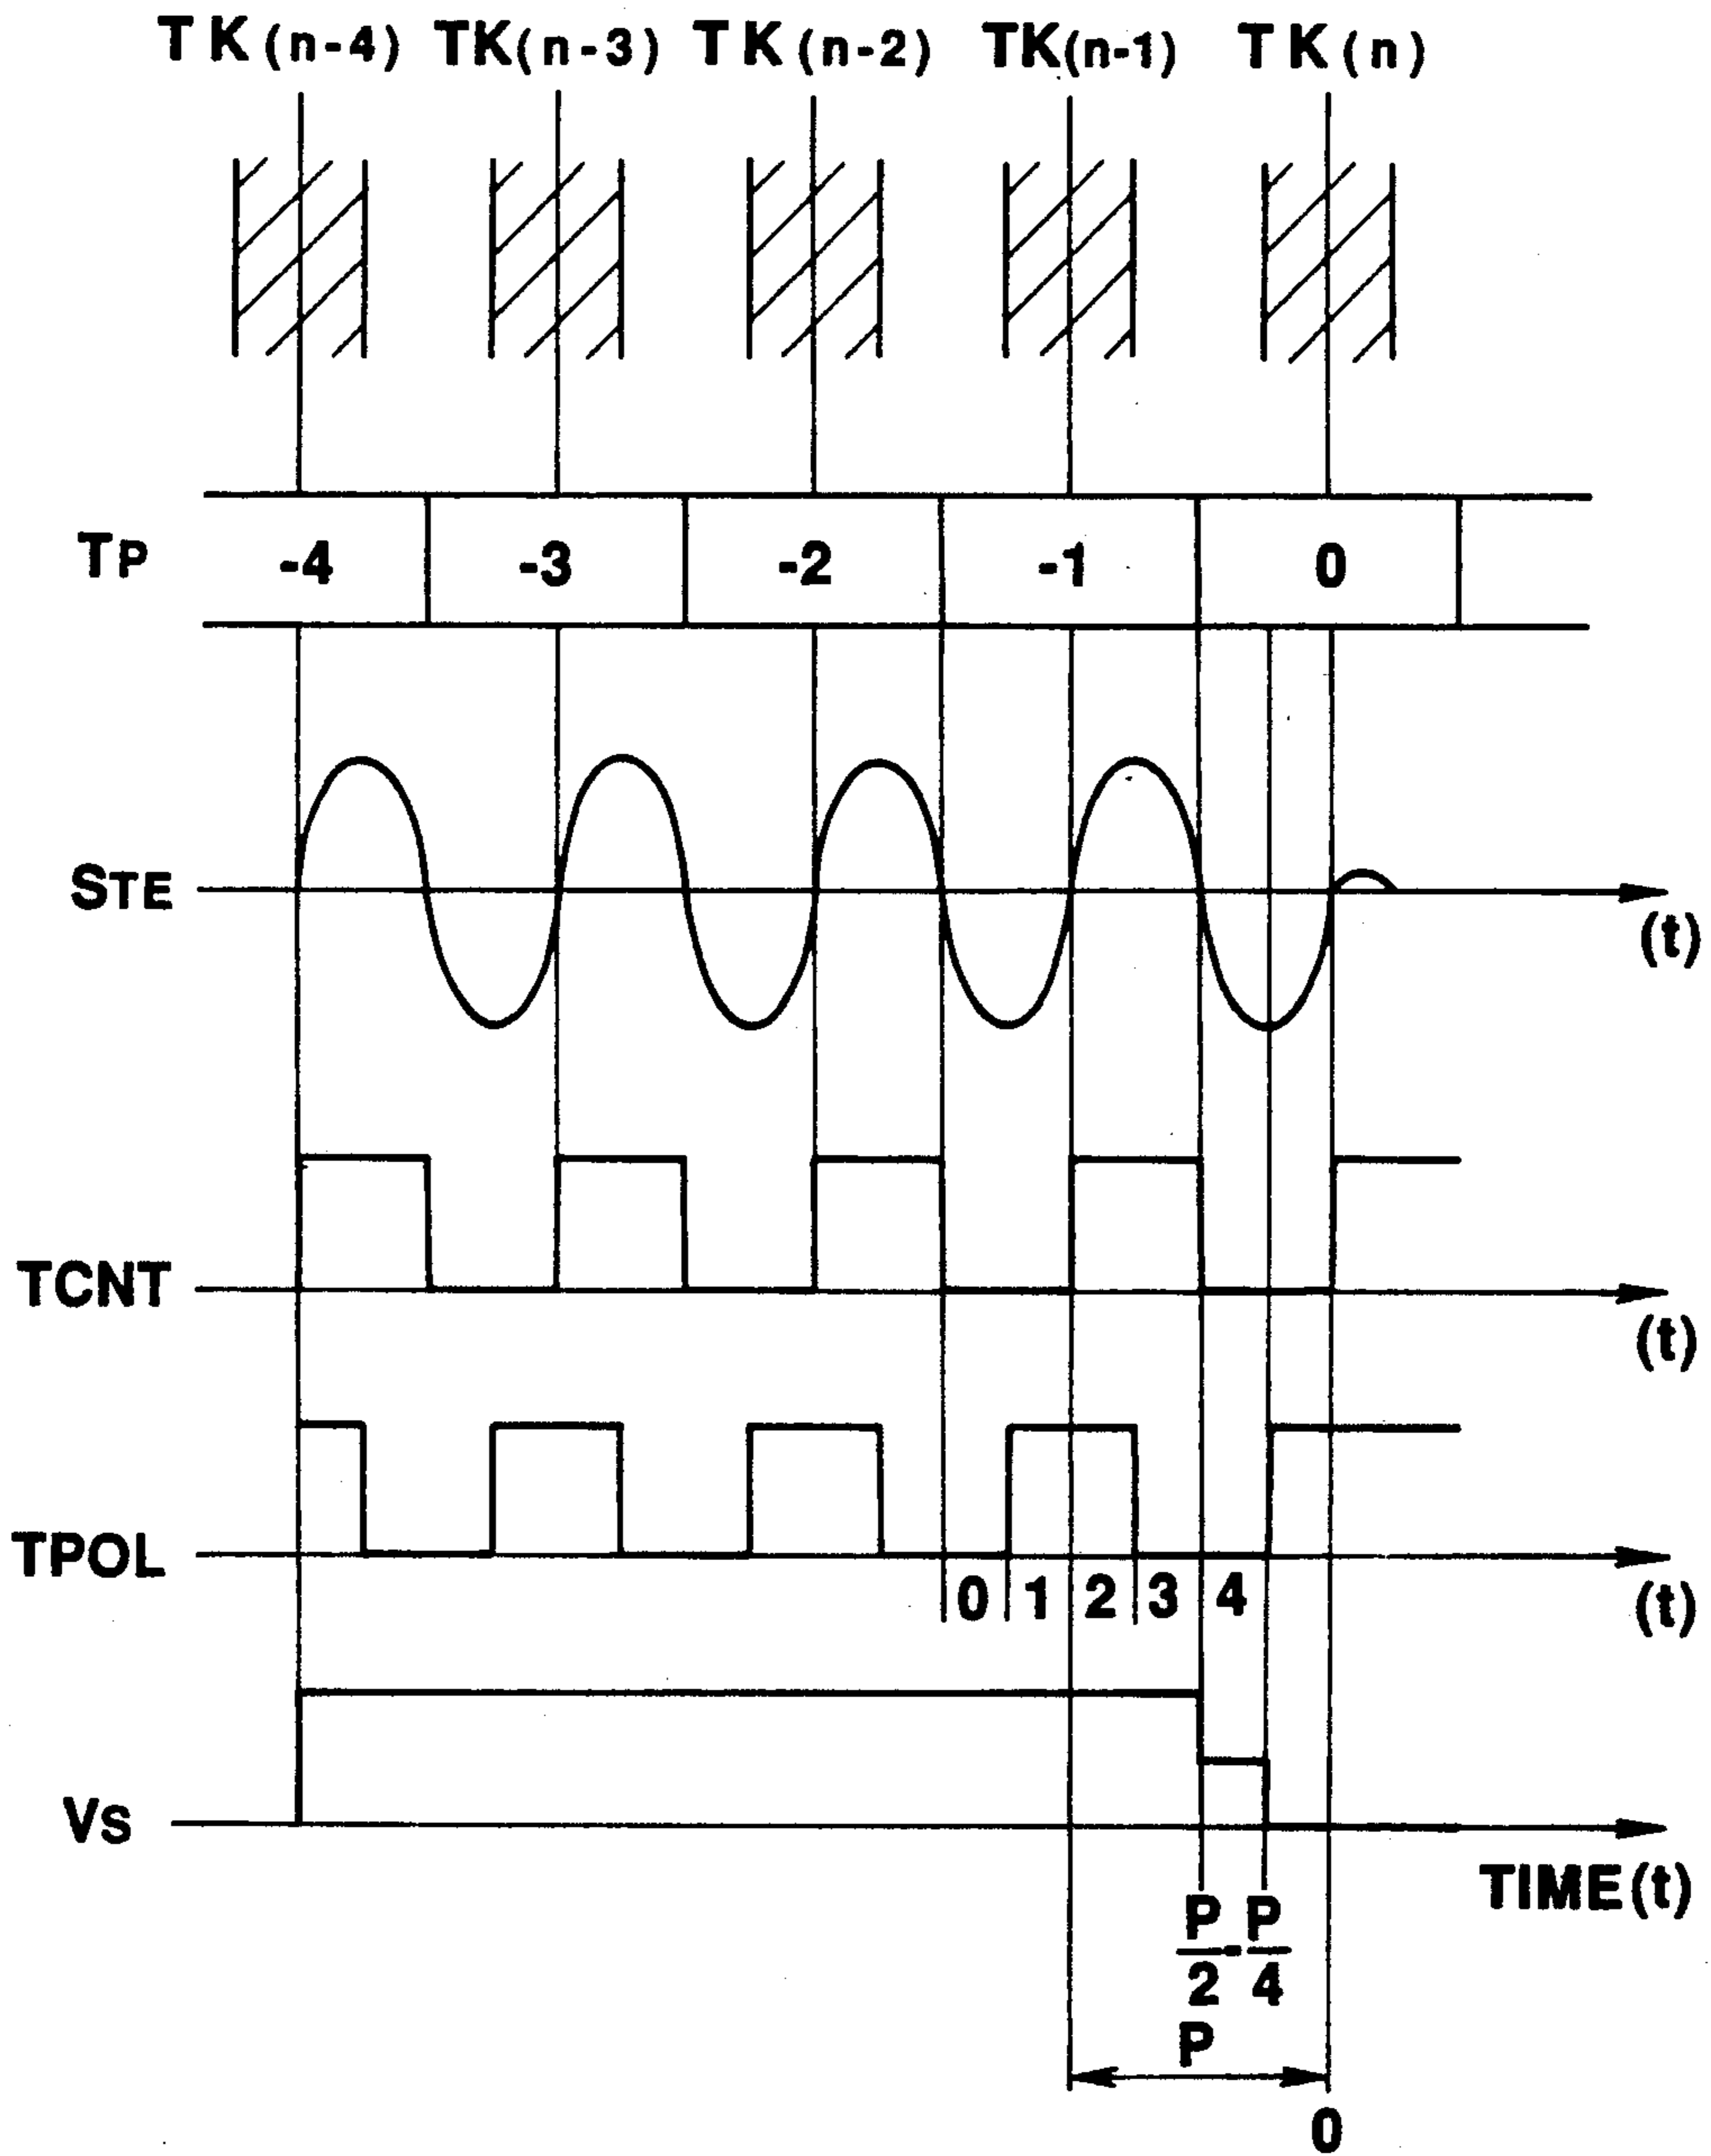 TK(n-4) TK(n-3) TK(n-2) TK(n-1) TK(n)
TP -4 -3 -2 -1 0
STE
(t)
TCNT
(t)
TPOL
0 1 2 3 4
(t)
VS
TIME(t)
P P
2 4
P
0